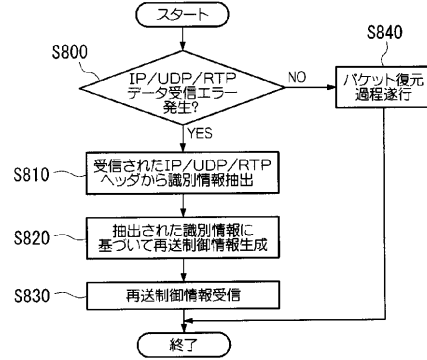 スタート
S800
IP/UDP/RTP
データ受信エラー
発生?
NO
S840
パケット復元
過程遂行
YES
S810
受信されたIP/UDP/RTP
ヘッダから識別情報抽出
S820
抽出された識別情報に
基づいて再送制御情報生成
S830
再送制御情報受信
終了